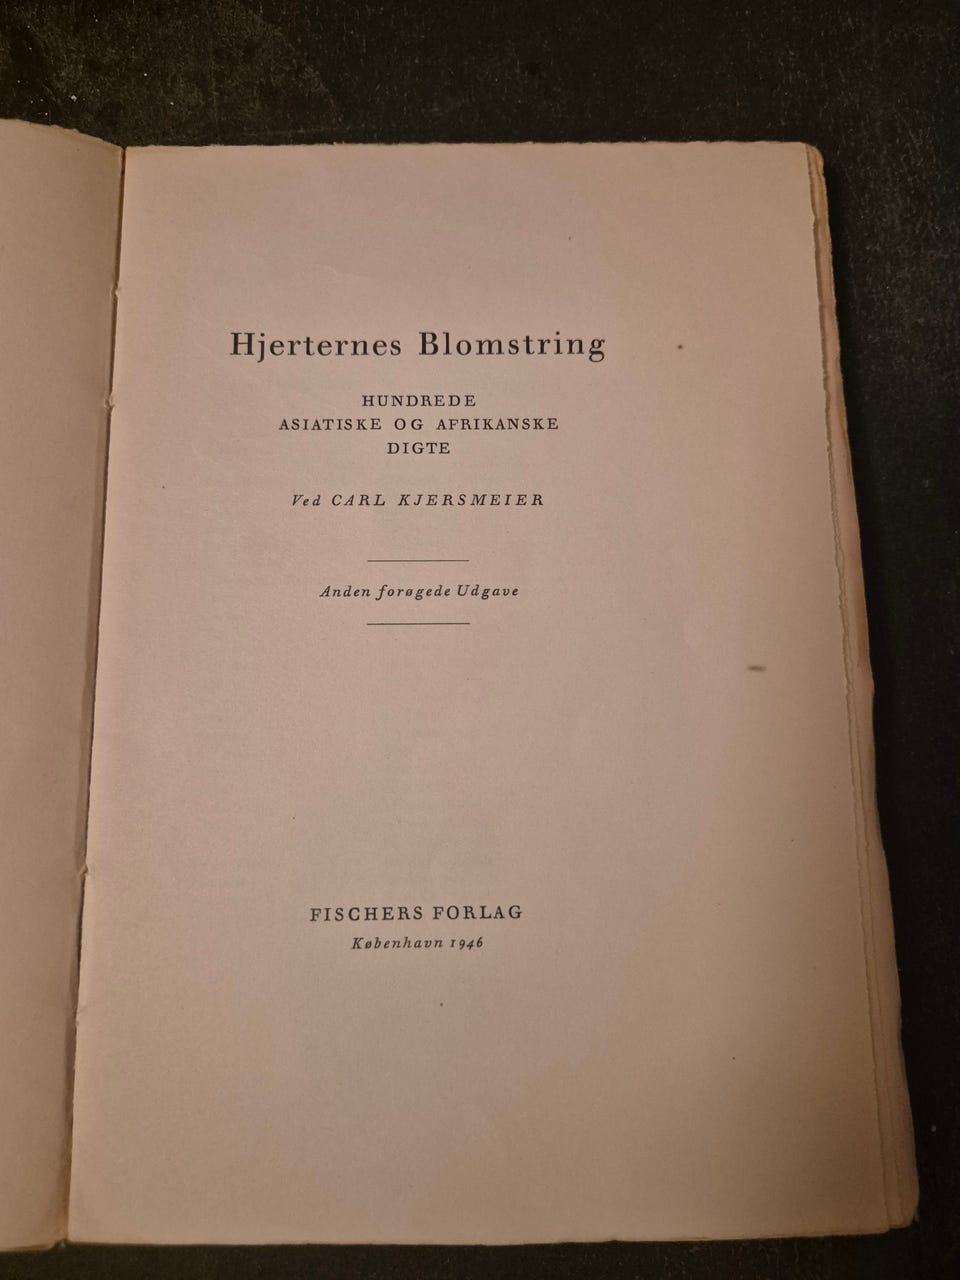 Hjerternes Blomstring
HUNDREDE
ASIATISKE OG AFRIKANSKE
DIGTE
Ved CARL KJERSMEIER
Anden forøgede Udgave
FISCHERS FORLAG
København 1946